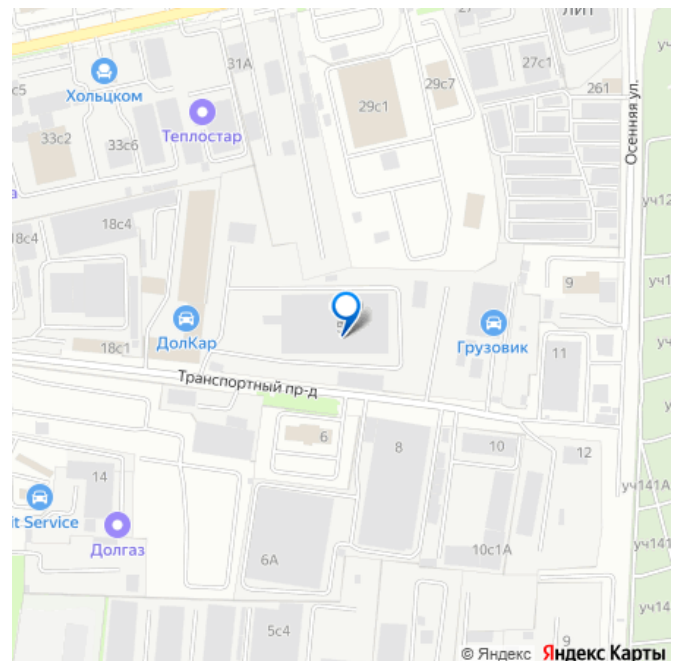 ЛИТ
27
уч
31А
27с1
261
29с7
с5
Хольцком
29с1
Осенняя ул.
Теплостар
33с2
33с6
а
уч12
18с4
18с4
уч1
9
ДолКар
Грузовик
уч
18с1
11
Транспортный пр-д
у
6
8
10
12
14
уч141А
it Service
Долгаз
6А
10с1А
уч141
уч14
5с4
9
© Яндекс Яндекс Карты